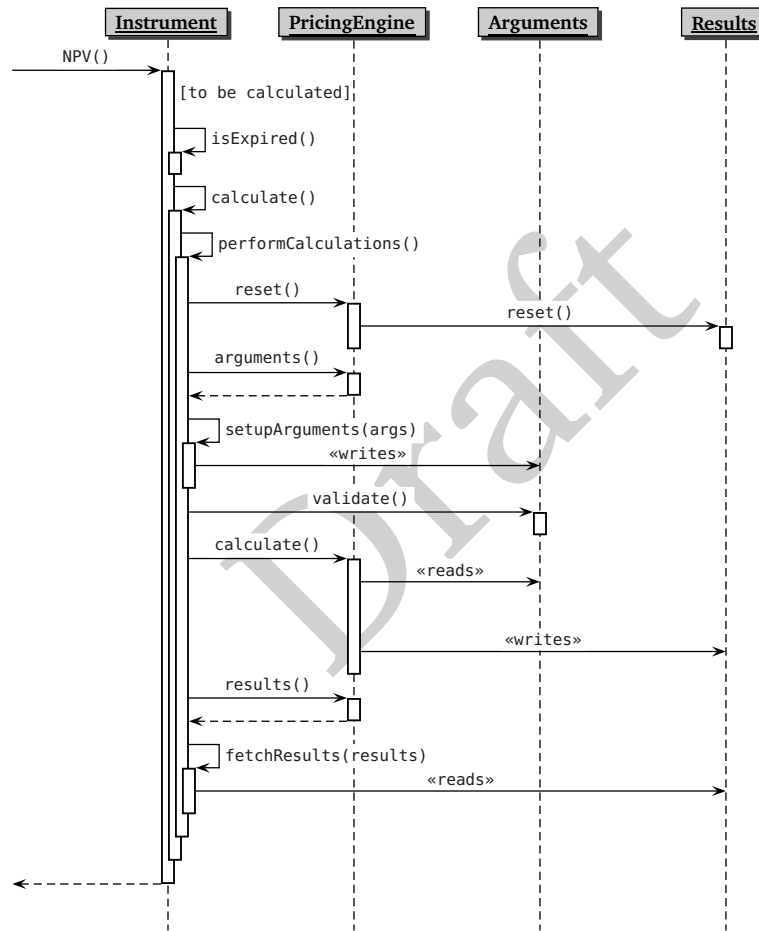 Instrument
PricingEngine
Arguments
Results
NPV()
[to be calculated]
isExpired()
calculate()
performCalculations()
reset()
reset()
arguments()
setupArguments(args)
«writes»
validate()
calculate()
«reads»
«writes»
results()
fetchResults(results)
«reads»
Draft